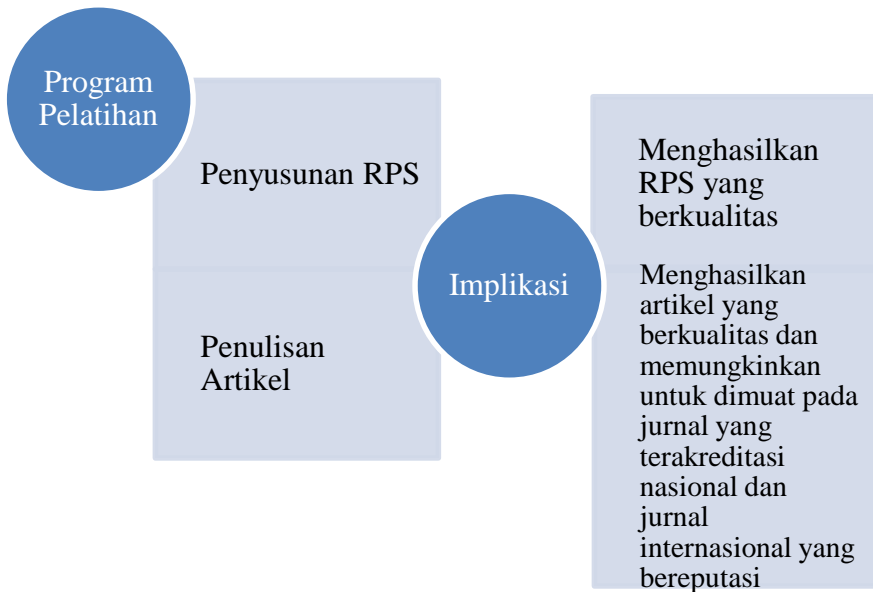 Program
Pelatihan
Penyusunan RPS
Penulisan
Artikel
Implikasi
Menghasilkan
RPS yang
berkualitas
Menghasilkan
artikel yang
berkualitas dan
memungkinkan
untuk dimuat pada
jurnal yang
terakreditasi
nasional dan
jurnal
internasional yang
bereputasi